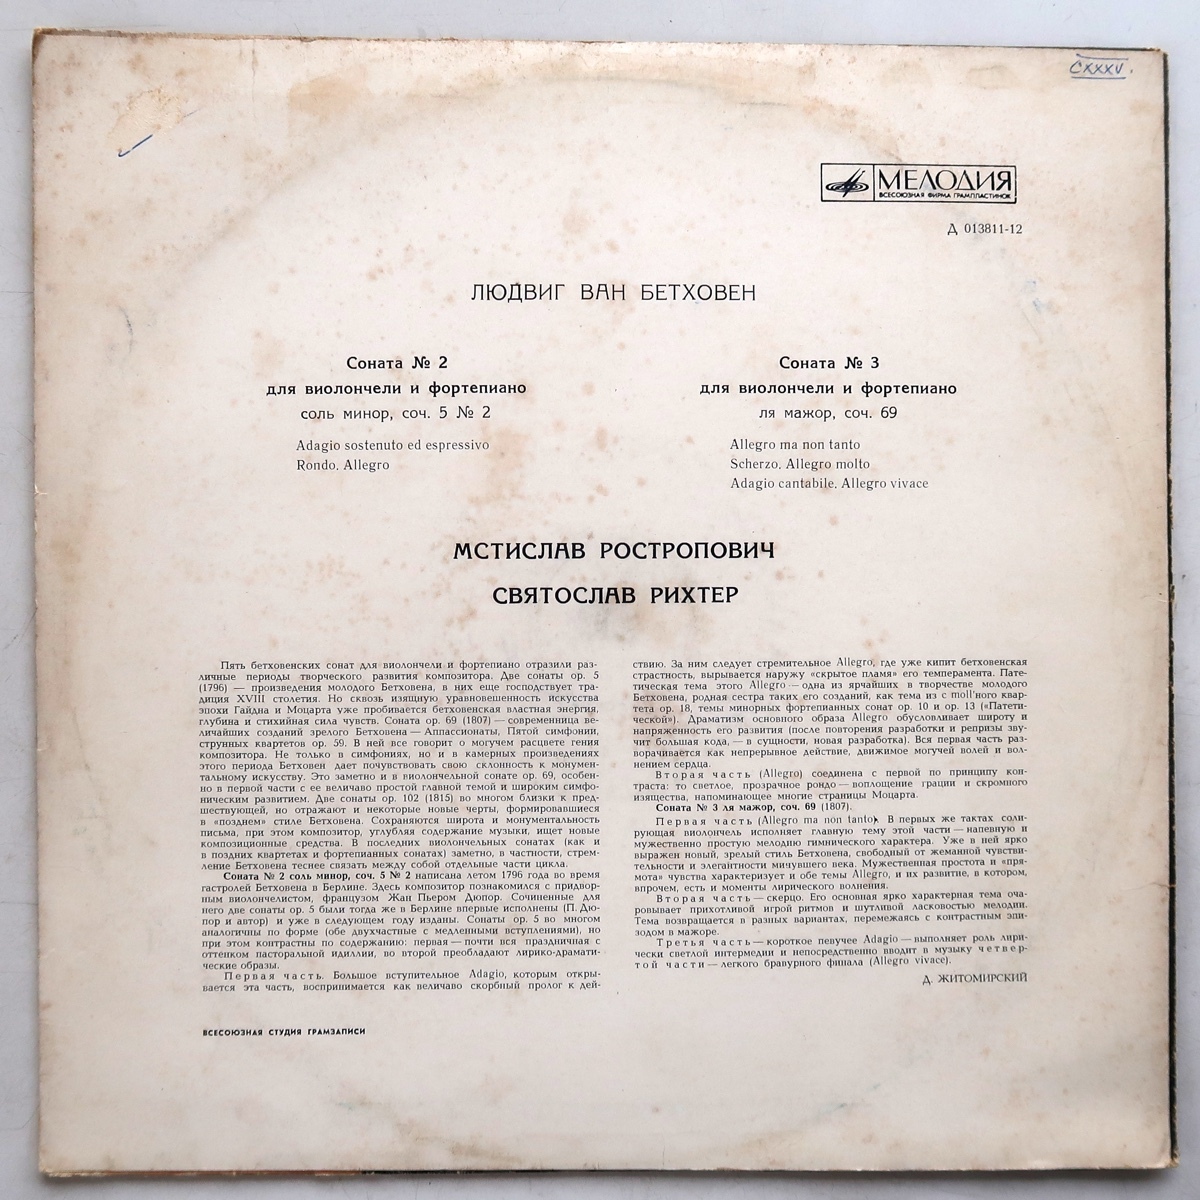 СXXXV.
МЕЛОДИЯ
ВСЕСОЮЗНАЯ ФИРМА ГРАМПЛАСТИНОК
Д 013811-12
ЛЮДВИГ ВАН БЕТХОВЕН
Соната № 2
для виолончели и фортепиано
соль минор, соч. 5 № 2
Adagio sostenuto ed espressivo
Rondo. Allegro
Соната № 3
для виолончели и фортепиано
ля мажор, соч. 69
Allegro ma non tanto
Scherzo. Allegro molto
Adagio cantabile. Allegro vivace
МСТИСЛАВ РОСТРОПОВИЧ
СВЯТОСЛАВ РИХТЕР
Пять бетховенских сонат для виолончели и фортепиано отразили раз-
личные периоды творческого развития композитора. Две сонаты ор. 5
(1796) — произведения молодого Бетховена, в них еще господствует тра-
диция XVIII столетия. Но сквозь изящную уравновешенность искусства
эпохи Гайдна и Моцарта уже пробивается бетховенская властная энергия,
глубина и стихийная сила чувств. Соната ор. 69 (1807) — современница ве-
личайших созданий зрелого Бетховена — Аппассионаты, Пятой симфонии,
струнных квартетов ор. 59. В ней все говорит о могучем расцвете гения
композитора. Не только в симфониях, но и в камерных произведениях
этого периода Бетховен дает почувствовать свою склонность к монумен-
тальному искусству. Это заметно и в виолончельной сонате ор. 69, особен-
но в первой части с ее величаво простой главной темой и широким симфо-
ническим развитием. Две сонаты ор. 102 (1815) во многом близки к пред-
шествующей, но отражают и некоторые новые черты, формировавшиеся
в «позднем» стиле Бетховена. Сохраняются широта и монументальность
письма, при этом композитор, углубляя содержание музыки, ищет новые
композиционные средства. В последних виолончельных сонатах (как и
в поздних квартетах и фортепианных сонатах) заметно, в частности, стрем-
ление Бетховена теснее связать между собой отдельные части цикла.
Соната № 2 соль минор, соч. 5 № 2 написана летом 1796 года во время
гастролей Бетховена в Берлине. Здесь композитор познакомился с придвор-
ным виолончелистом, французом Жан Пьером Дюпор. Сочиненные для
него две сонаты ор. 5 были тогда же в Берлине впервые исполнены (П. Дю-
пор и автор) и уже в следующем году изданы. Сонаты ор. 5 во многом
аналогичны по форме (обе двухчастные с медленными вступлениями), но
при этом контрастны по содержанию: первая — почти вся праздничная с
оттенком пасторальной идиллии, во второй преобладают лирико-драмати-
ческие образы.
Первая часть. Большое вступительное Adagio, которым откры-
вается эта часть, воспринимается как величаво скорбный пролог к дей-
ствию. За ним следует стремительное Allegro, где уже кипит бетховенская
страстность, вырывается наружу «скрытое пламя» его темперамента. Пате-
тическая тема этого Allegro — одна из ярчайших в творчестве молодого
Бетховена, родная сестра таких его созданий, как тема из c moll'ного квар-
тета ор. 18, темы минорных фортепианных сонат ор. 10 и ор. 13 («Патети-
ческой»). Драматизм основного образа Allegro обусловливает широту и
напряженность его развития (после повторения разработки и репризы зву-
чит большая кода, — в сущности, новая разработка). Вся первая часть раз-
ворачивается как непрерывное действие, движимое могучей волей и вол-
нением сердца.
Вторая часть (Allegro) соединена с первой по принципу кон-
траста: то светлое, прозрачное рондо — воплощение грации и скромного
изящества, напоминающее многие страницы Моцарта.
Соната № 3 ля мажор, соч. 69 (1807).
Первая часть (Allegro ma non tanto). В первых же тактах соли-
рующая виолончель исполняет главную тему этой части — напевную и
мужественно простую мелодию гимнического характера. Уже в ней ярко
выражен новый, зрелый стиль Бетховена, свободный от жеманной чувстви-
тельности и элегантности минувшего века. Мужественная простота и «пря-
мота» чувства характеризует и обе темы Allegro, и их развитие, в котором,
впрочем, есть и моменты лирического волнения.
Вторая часть — скерцо. Его основная ярко характерная тема оча-
ровывает прихотливой игрой ритмов и шутливой ласковостью мелодии.
Тема возвращается в разных вариантах, перемежаясь с контрастным эпи-
зодом в мажоре.
Третья часть — короткое певучее Adagio — выполняет роль лири-
чески светлой интермедии и непосредственно вводит в музыку четвер-
той части — легкого бравурного финала (Allegro vivace).
Д. ЖИТОМИРСКИЙ
ВСЕСОЮЗНАЯ СТУДИЯ ГРАМЗАПИСИ